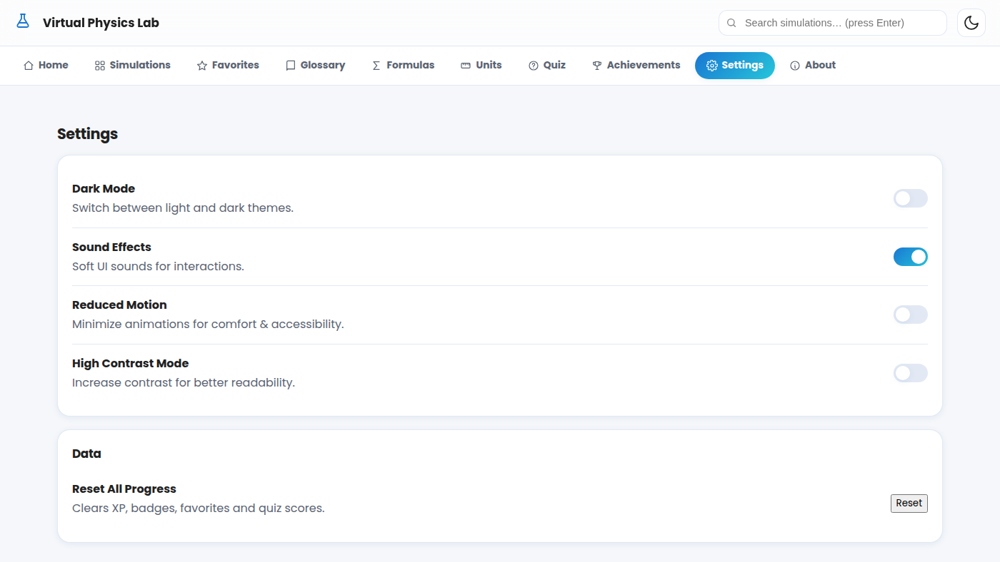 Virtual Physics Lab
Search simulations… (press Enter)
Home Simulations Favorites Glossary Formulas Units Quiz Achievements Settings About
Settings
Dark Mode
Switch between light and dark themes.
Sound Effects
Soft UI sounds for interactions.
Reduced Motion
Minimize animations for comfort & accessibility.
High Contrast Mode
Increase contrast for better readability.
Data
Reset All Progress
Clears XP, badges, favorites and quiz scores.
Reset